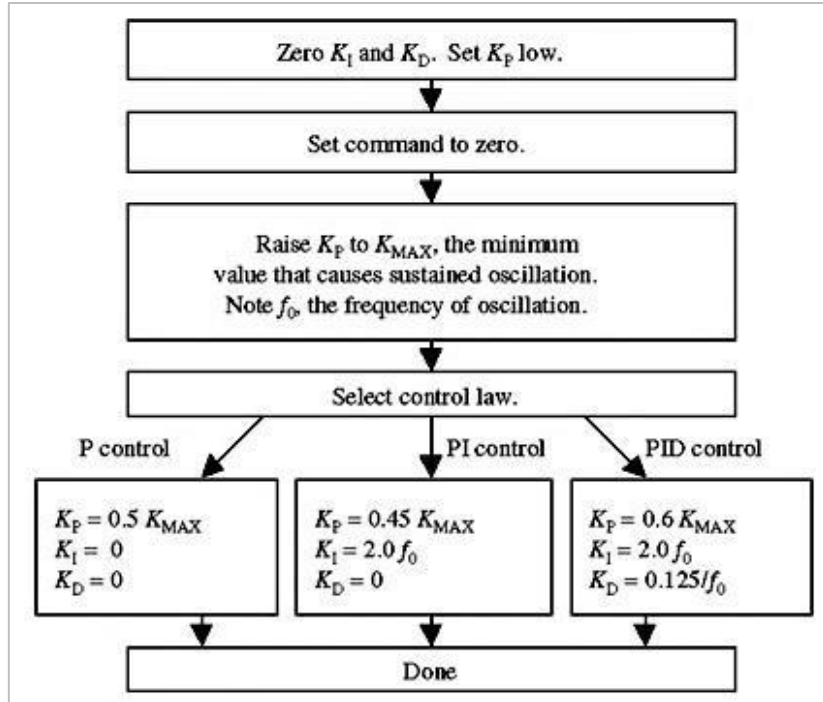 Zero K_I and K_D. Set K_P low.
Set command to zero.
Raise K_P to K_MAX, the minimum
value that causes sustained oscillation.
Note f_0, the frequency of oscillation.
Select control law.
P control
PI control
PID control
K_P = 0.5 K_MAX
K_I = 0
K_D = 0
K_P = 0.45 K_MAX
K_I = 2.0 f_0
K_D = 0
K_P = 0.6 K_MAX
K_I = 2.0 f_0
K_D = 0.125/f_0
Done